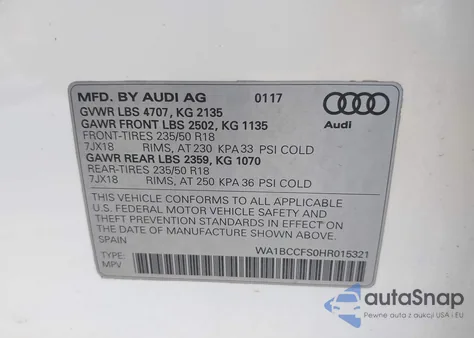 MFD. BY AUDI AG 0117
GVWR LBS 4707, KG 2135
GAWR FRONT LBS 2502, KG 1135
FRONT-TIRES 235/60 R18
7JX18 RIMS, AT 230 KPA 33 PSI COLD
GAWR REAR LBS 2359, KG 1070
REAR-TIRES 235/60 R18
7JX18 RIMS, AT 250 KPA 36 PSI COLD
Audi
THIS VEHICLE CONFORMS TO ALL APPLICABLE
U.S. FEDERAL MOTOR VEHICLE SAFETY AND
THEFT PREVENTION STANDARDS IN EFFECT ON
THE DATE OF MANUFACTURE SHOWN ABOVE.
SPAIN
WA1BCCFS0HR015321
TYPE:
MPV
autoSnap
Pewne auta z aukcji USA i EU